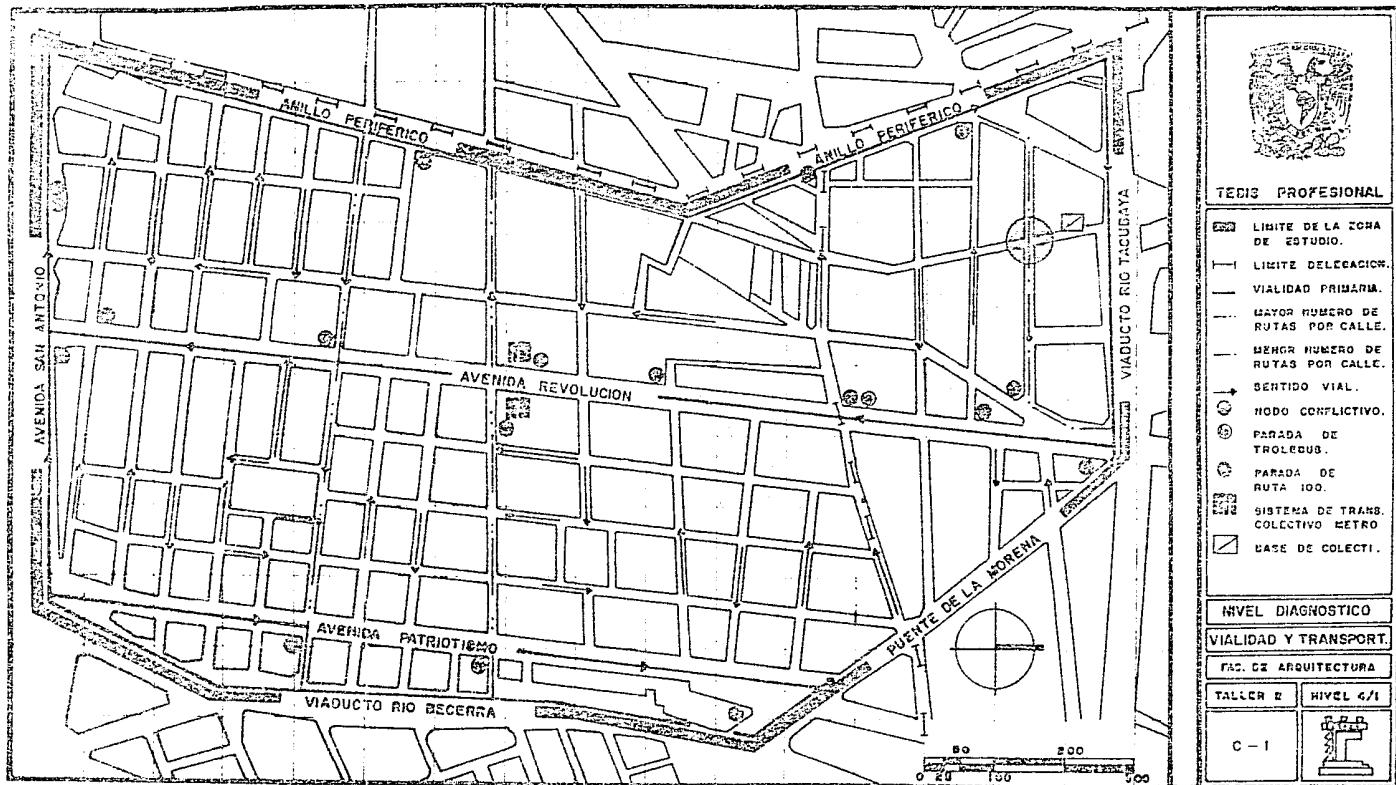 ANILLO PERIFERICO
ANILLO PERIFERICO
AVENIDA SAN ANTONIO
VIADUCTO RIO TACUBAYA
AVENIDA REVOLUCION
PUENTE DE LA MORENA
AVENIDA PATRIOTISMO
VIADUCTO RIO BECERRA
50 200
0 20 100 300
TESIS PROFESIONAL
LIMITE DE LA ZONA
DE ESTUDIO.
LIMITE DELEGACION.
VIALIDAD PRIMARIA.
MAYOR NUMERO DE
RUTAS POR CALLE.
MENOR NUMERO DE
RUTAS POR CALLE.
SENTIDO VIAL.
NODO CONFLICTIVO.
PARADA DE
TROLEBUS.
PARADA DE
RUTA 100.
SISTEMA DE TRANS.
COLECTIVO METRO
BASE DE COLECTI.
NIVEL DIAGNOSTICO
VIALIDAD Y TRANSPORT.
FAC. DE ARQUITECTURA
TALLER NIVEL
C - 1